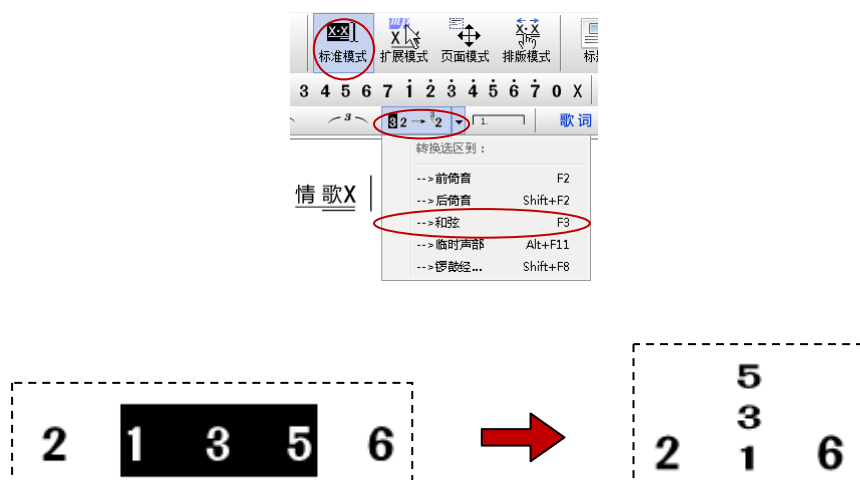 标准模式 扩展模式 页面模式 排版模式
3 4 5 6 7 1̇ 2̇ 3̇ 4̇ 5̇ 6̇ 7̇ 0 X
3 3 2 → 3 2 1. 歌词
转换选区到：
-->前倚音 F2
-->后倚音 Shift+F2
情 歌X
-->和弦 F3
-->临时声部 Alt+F11
-->锣鼓经... Shift+F8
5
3
2 1 3 5 6
2 1 6